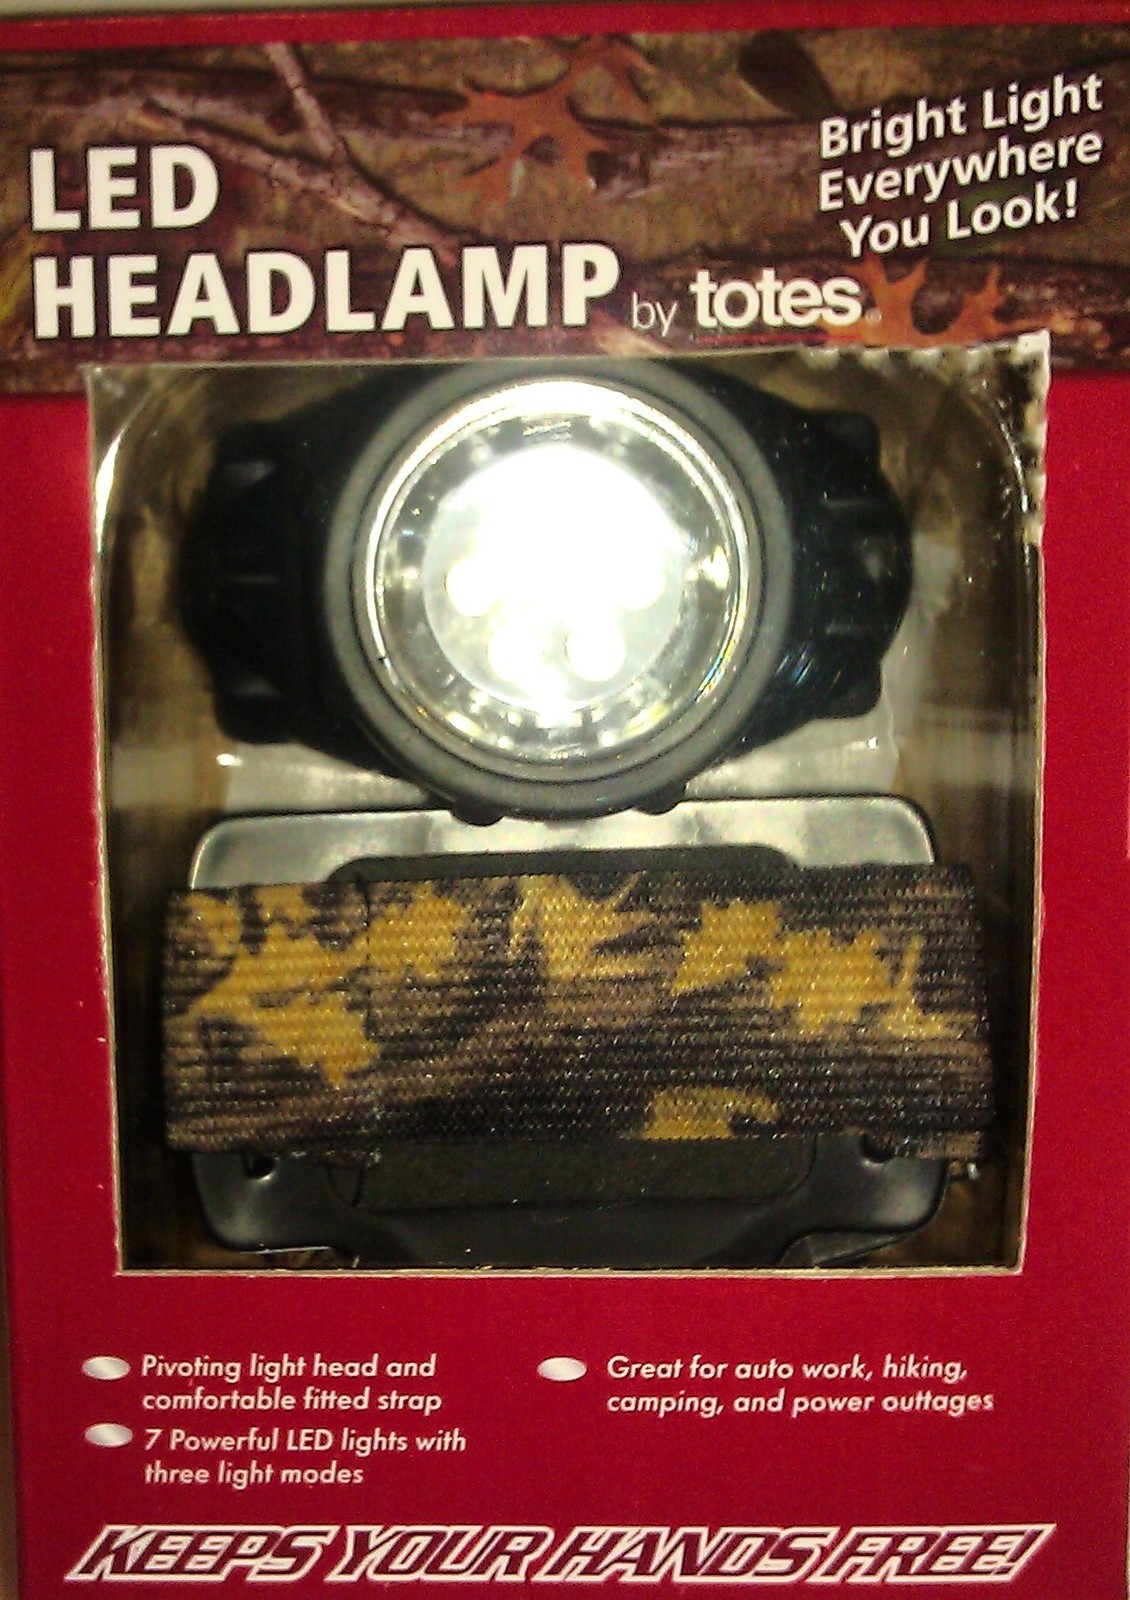 Bright Light
Everywhere
You Look!
LED
HEADLAMP by totes®
Pivoting light head and
comfortable fitted strap
7 Powerful LED lights with
three light modes
Great for auto work, hiking,
camping, and power outtages
KEEPS YOUR HANDS FREE!